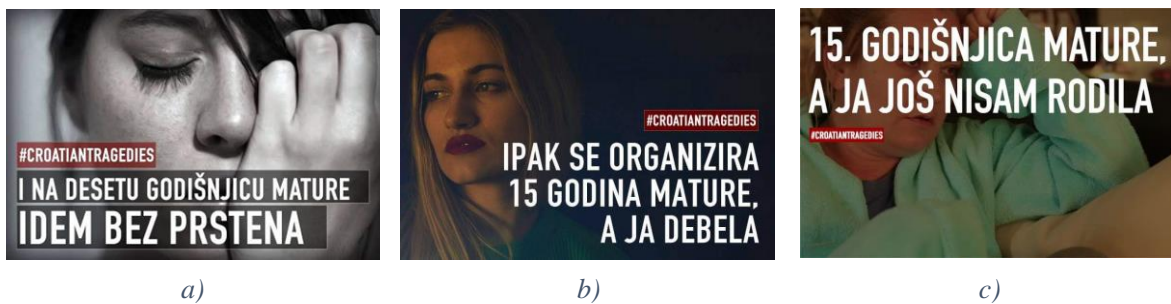 #CROATIANTRAGEDIES
I NA DESETU GODIŠNJICU MATURE
IDEM BEZ PRSTENA
a)
#CROATIANTRAGEDIES
IPAK SE ORGANIZIRA
15 GODINA MATURE,
A JA DEBELA
b)
15. GODIŠNJICA MATURE,
A JA JOŠ NISAM RODILA
#CROATIANTRAGEDIES
c)